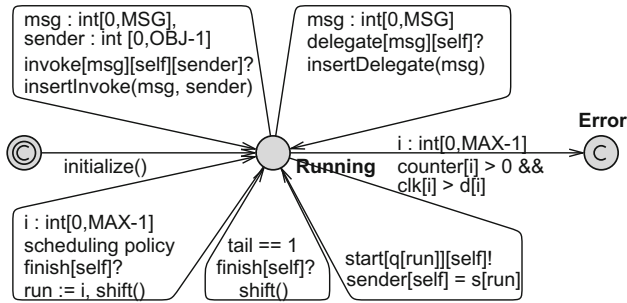 msg : int[0,MSG],
sender : int [0,OBJ-1]
invoke[msg][self][sender]?
insertInvoke(msg, sender)
msg : int[0,MSG]
delegate[msg][self]?
insertDelegate(msg)
Error
C
initialize()
Running
i : int[0,MAX-1]
counter[i] > 0 &&
clk[i] > d[i]
C
i : int[0,MAX-1]
scheduling policy
finish[self]?
run := i, shift()
tail == 1
finish[self]?
shift()
start[q[run]][self]!
sender[self] = s[run]